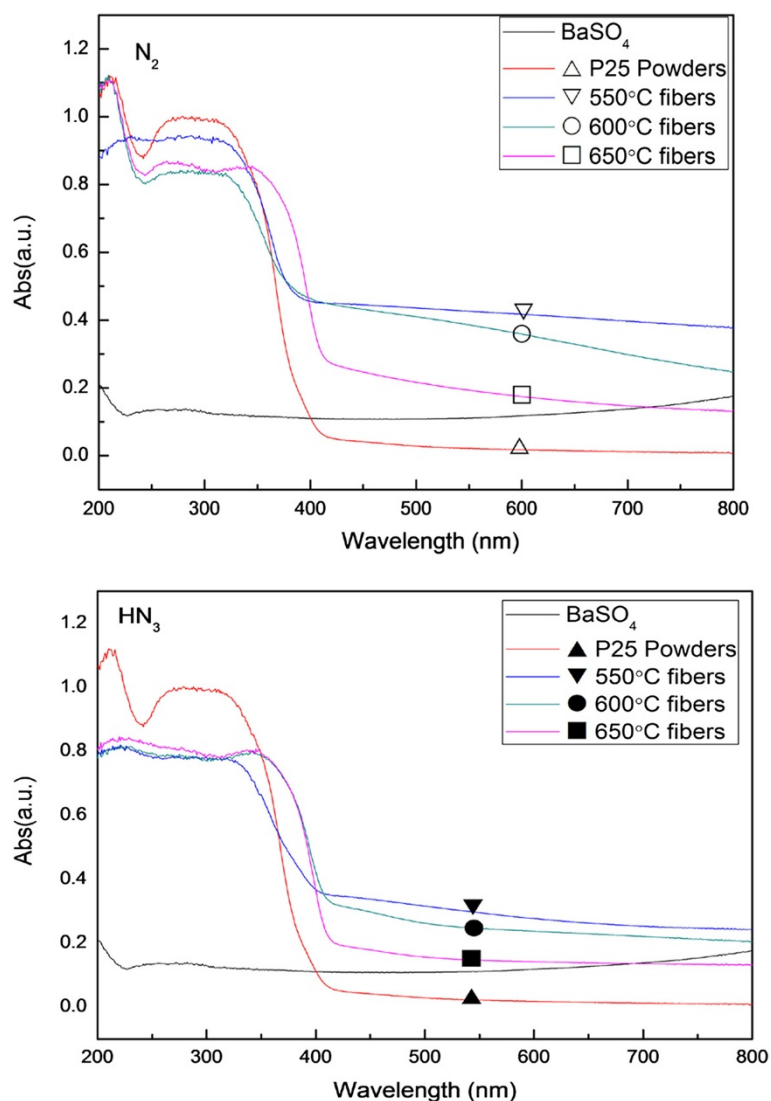 N₂
BaSO₄
P25 Powders
550°C fibers
600°C fibers
650°C fibers
Abs(a.u.)
1.2
1.0
0.8
0.6
0.4
0.2
0.0
200 300 400 500 600 700 800
Wavelength (nm)
HN₃
BaSO₄
P25 Powders
550°C fibers
600°C fibers
650°C fibers
Abs(a.u.)
1.2
1.0
0.8
0.6
0.4
0.2
0.0
200 300 400 500 600 700 800
Wavelength (nm)